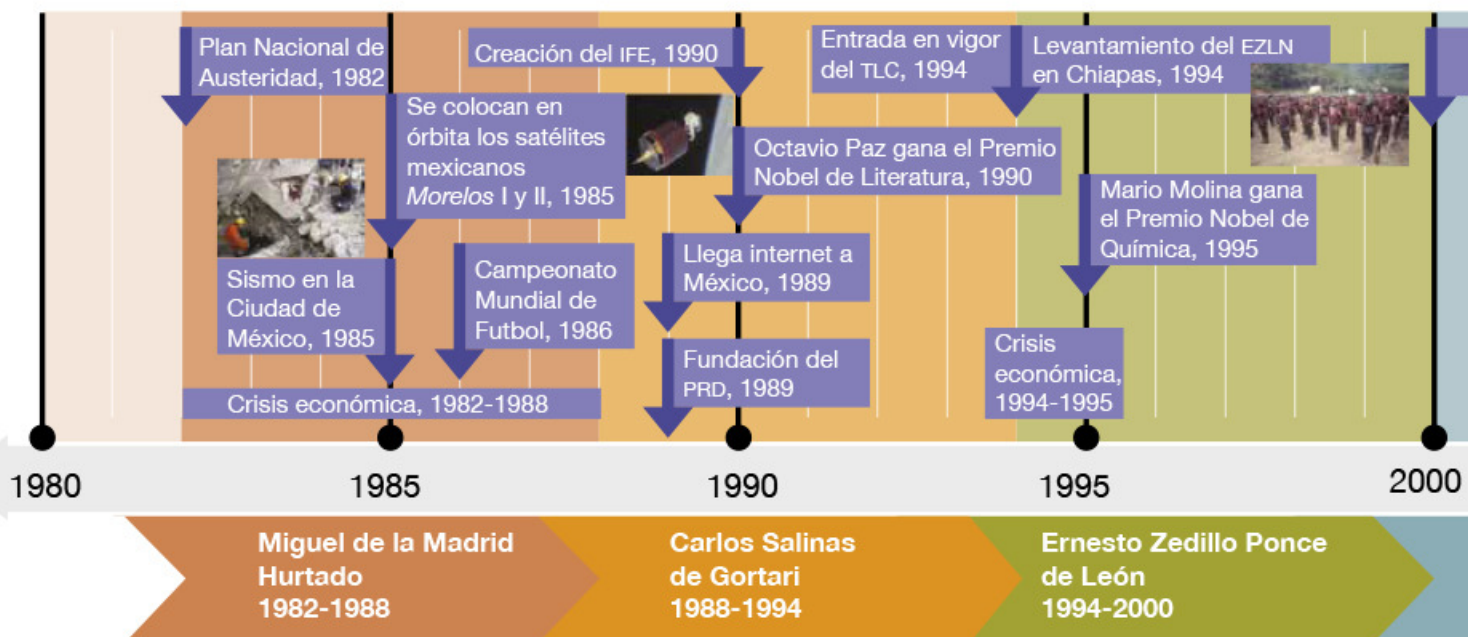 Plan Nacional de
Austeridad, 1982
Creación del IFE, 1990
Entrada en vigor
del TLC, 1994
Levantamiento del EZLN
en Chiapas, 1994
Se colocan en
órbita los satélites
mexicanos
Morelos I y II, 1985
Octavio Paz gana el Premio
Nobel de Literatura, 1990
Mario Molina gana
el Premio Nobel de
Química, 1995
Sismo en la
Ciudad de
México, 1985
Campeonato
Mundial de
Futbol, 1986
Llega internet a
México, 1989
Fundación del
PRD, 1989
Crisis
económica,
1994-1995
Crisis económica, 1982-1988
1980
1985
1990
1995
2000
Miguel de la Madrid
Hurtado
1982-1988
Carlos Salinas
de Gortari
1988-1994
Ernesto Zedillo Ponce
de León
1994-2000